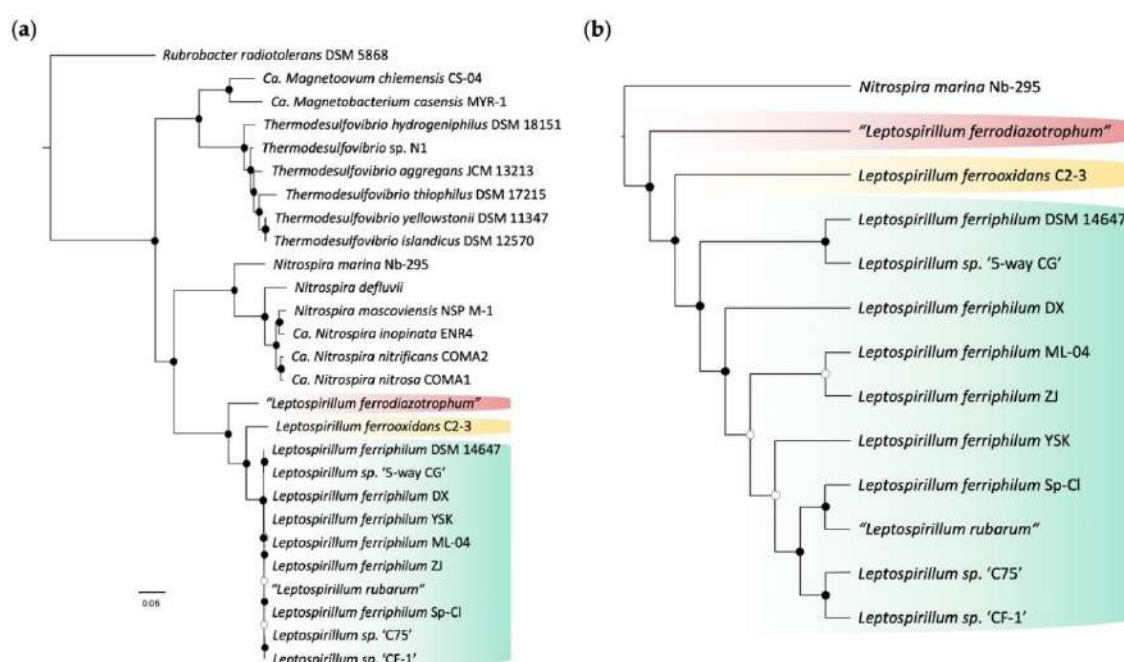 (a)
Rubrobacter radiotolerans DSM 5868
Ca. Magnetoovum chiemensis CS-04
Ca. Magnetobacterium casensis MYR-1
Thermodesulfovibrio hydrogeniphilus DSM 18151
Thermodesulfovibrio sp. N1
Thermodesulfovibrio aggregans JCM 13213
Thermodesulfovibrio thiophilus DSM 17215
Thermodesulfovibrio yellowstonii DSM 11347
Thermodesulfovibrio islandicus DSM 12570
Nitrospira marina Nb-295
Nitrospira defluvii
Nitrospira moscoviensis NSP M-1
Ca. Nitrospira inopinata ENR4
Ca. Nitrospira nitrificans COMA2
Ca. Nitrospira nitrosa COMA1
"Leptospirillum ferrodiazotrophum"
Leptospirillum ferrooxidans C2-3
Leptospirillum ferriphilum DSM 14647
Leptospirillum sp. '5-way CG'
Leptospirillum ferriphilum DX
Leptospirillum ferriphilum YSK
Leptospirillum ferriphilum ML-04
Leptospirillum ferriphilum ZJ
"Leptospirillum rubarum"
Leptospirillum ferriphilum Sp-Cl
Leptospirillum sp. 'C75'
Leptospirillum sp. 'CF-1'
0.05
(b)
Nitrospira marina Nb-295
"Leptospirillum ferrodiazotrophum"
Leptospirillum ferrooxidans C2-3
Leptospirillum ferriphilum DSM 14647
Leptospirillum sp. '5-way CG'
Leptospirillum ferriphilum DX
Leptospirillum ferriphilum ML-04
Leptospirillum ferriphilum ZJ
Leptospirillum ferriphilum YSK
Leptospirillum ferriphilum Sp-Cl
"Leptospirillum rubarum"
Leptospirillum sp. 'C75'
Leptospirillum sp. 'CF-1'